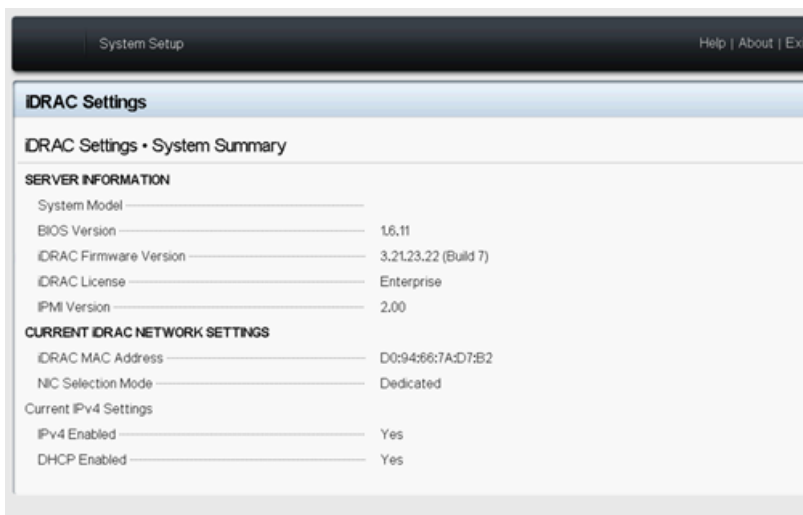 System Setup
Help | About | Ex
iDRAC Settings
iDRAC Settings • System Summary
SERVER INFORMATION
System Model
BIOS Version 1.6.11
iDRAC Firmware Version 3.21.23.22 (Build 7)
iDRAC License Enterprise
IPMI Version 2.00
CURRENT iDRAC NETWORK SETTINGS
iDRAC MAC Address D0:94:66:7A:D7:B2
NIC Selection Mode Dedicated
Current IPv4 Settings
IPv4 Enabled Yes
DHCP Enabled Yes